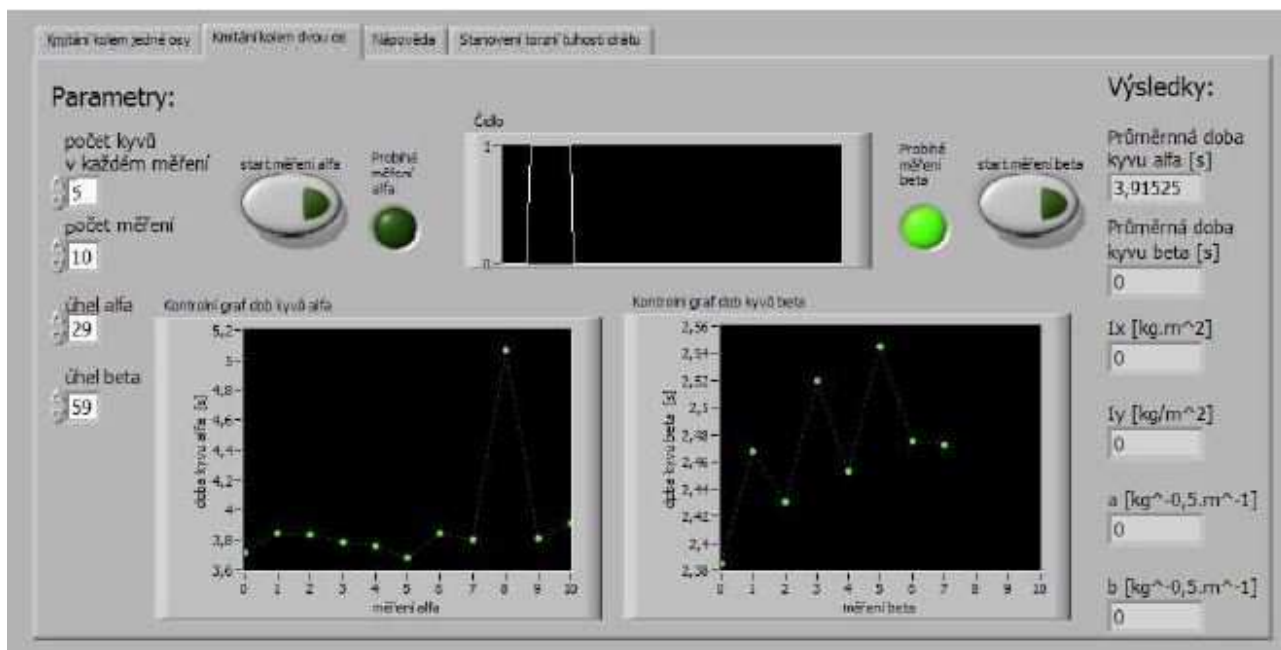 Kmitání kolem jedné osy
Kmitání kolem dvou os
Nápověda
Stanovení torzní tuhosti drátu
Parametry:
počet kyvů
v každém měření
5
počet měření
10
úhel alfa
29
úhel beta
59
start měření alfa
Probíhá
měření
alfa
Čidlo
1
0
Probíhá
měření
beta
start měření beta
Kontrolní graf dob kyvů alfa
doba kyvu alfa [s]
5,2
5
4,8
4,6
4,4
4,2
4
3,8
3,6
0 1 2 3 4 5 6 7 8 9 10
měření alfa
Kontrolní graf dob kyvů beta
doba kyvu beta [s]
2,56
2,54
2,52
2,5
2,48
2,46
2,44
2,42
2,4
2,38
0 1 2 3 4 5 6 7 8 9 10
měření beta
Výsledky:
Průměrnná doba
kyvu alfa [s]
3,91525
Průměrná doba
kyvu beta [s]
0
Ix [kg.m^2]
0
Iy [kg/m^2]
0
a [kg^-0,5.m^-1]
0
b [kg^-0,5.m^-1]
0